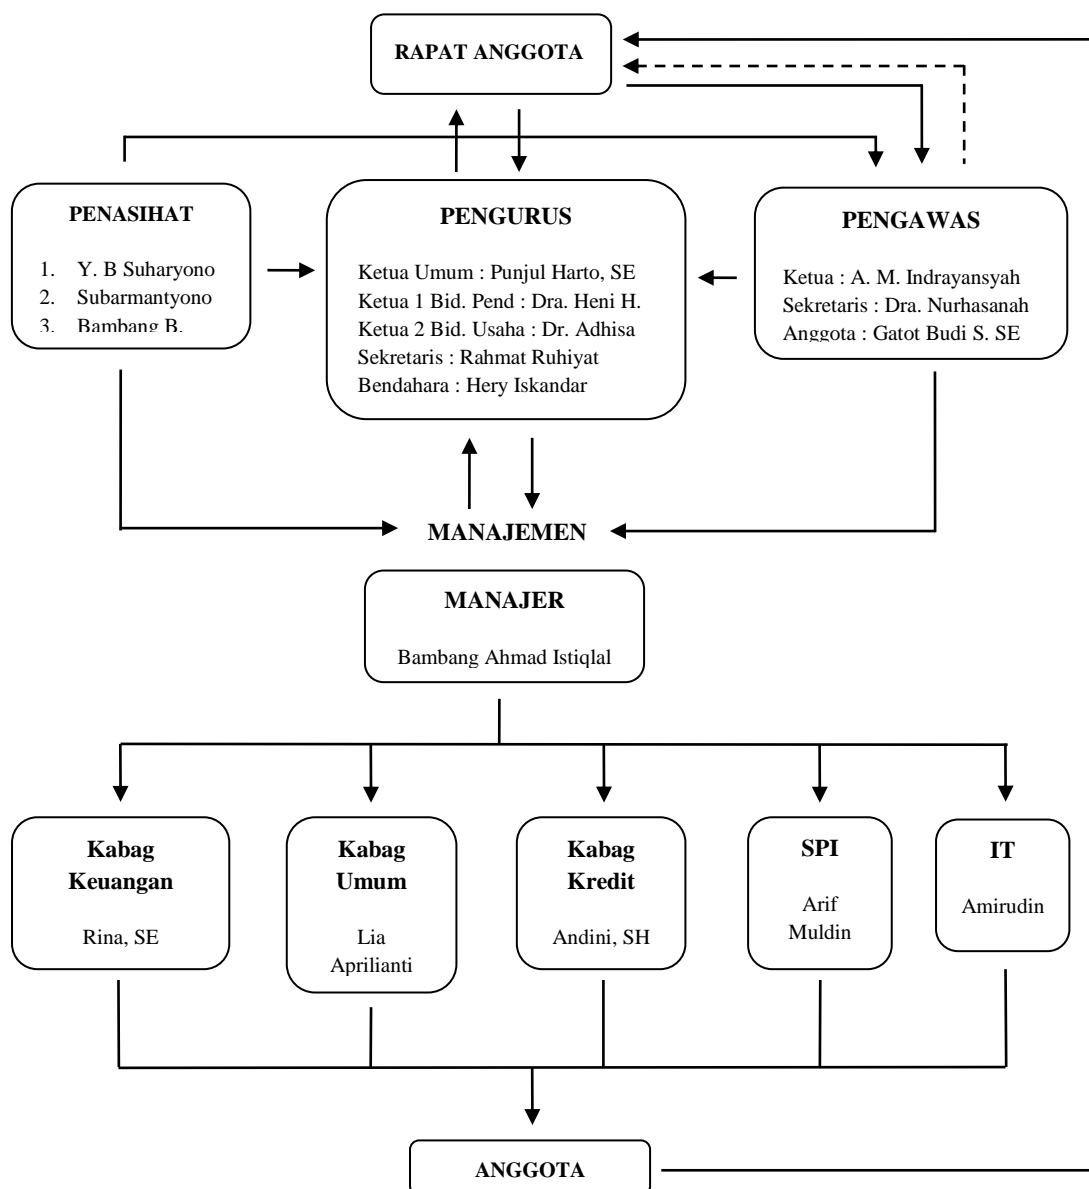 RAPAT ANGGOTA
PENASIHAT
1. Y. B Suharyono
2. Subarmantyono
3. Bambang B.
PENGURUS
Ketua Umum : Punjul Harto, SE
Ketua 1 Bid. Pend : Dra. Heni H.
Ketua 2 Bid. Usaha : Dr. Adhisa
Sekretaris : Rahmat Ruhiyat
Bendahara : Hery Iskandar
PENGAWAS
Ketua : A. M. Indrayansyah
Sekretaris : Dra. Nurhasanah
Anggota : Gatot Budi S. SE
MANAJEMEN
MANAJER
Bambang Ahmad Istiqlal
Kabag
Keuangan
Rina, SE
Kabag
Umum
Lia
Aprilianti
Kabag
Kredit
Andini, SH
SPI
Arif
Muldin
IT
Amirudin
ANGGOTA